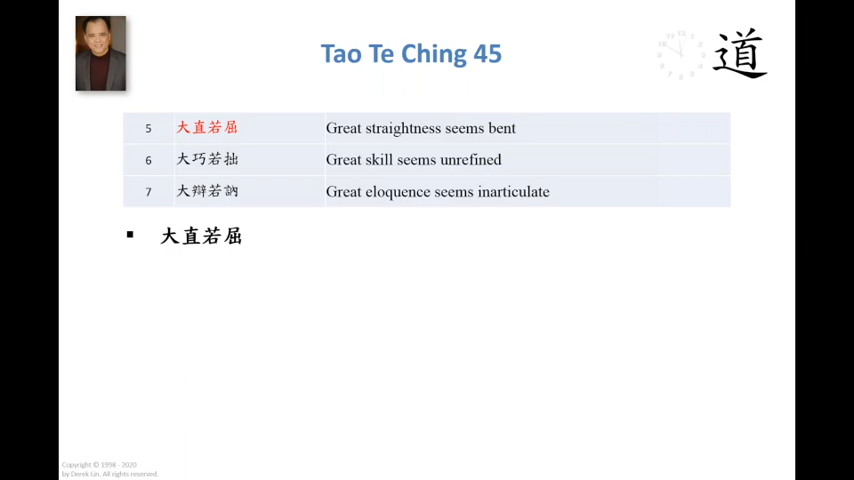 Tao Te Ching 45
道
5 大直若屈 Great straightness seems bent
6 大巧若拙 Great skill seems unrefined
7 大辯若訥 Great eloquence seems inarticulate
▪ 大直若屈
Copyright © 1998 - 2020
by Derek Lin, All rights reserved.